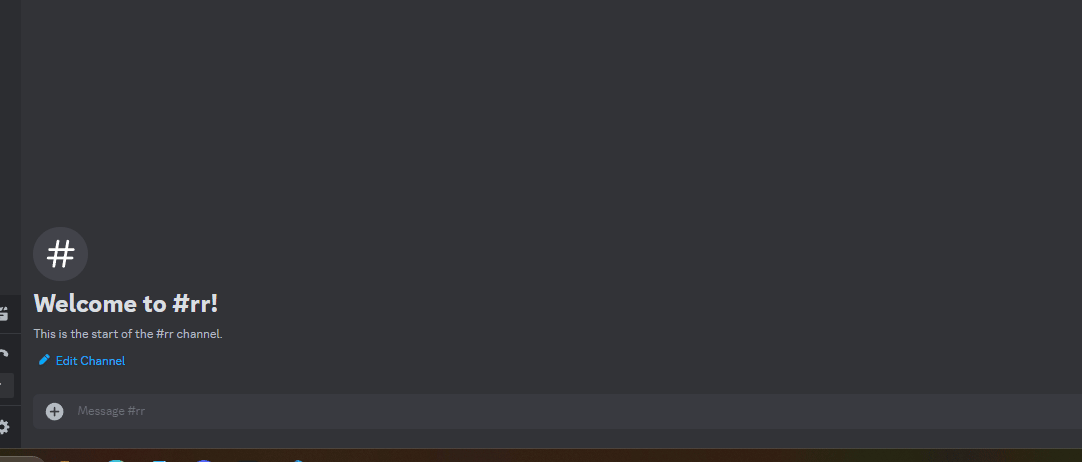 Welcome to #rr!
This is the start of the #rr channel.
Edit Channel
Message #rr